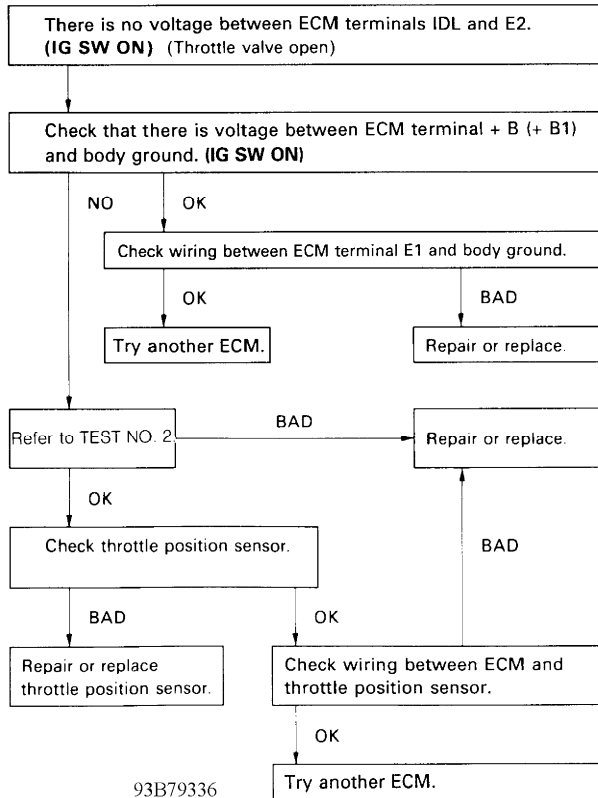 There is no voltage between ECM terminals IDL and E2.
(IG SW ON) (Throttle valve open)
Check that there is voltage between ECM terminal + B (+ B1)
and body ground. (IG SW ON)
NO
OK
Check wiring between ECM terminal E1 and body ground.
OK
BAD
Try another ECM.
Repair or replace.
Refer to TEST NO. 2
BAD
Repair or replace.
OK
Check throttle position sensor.
BAD
BAD
OK
Repair or replace
throttle position sensor.
Check wiring between ECM and
throttle position sensor.
OK
Try another ECM.
93B79336